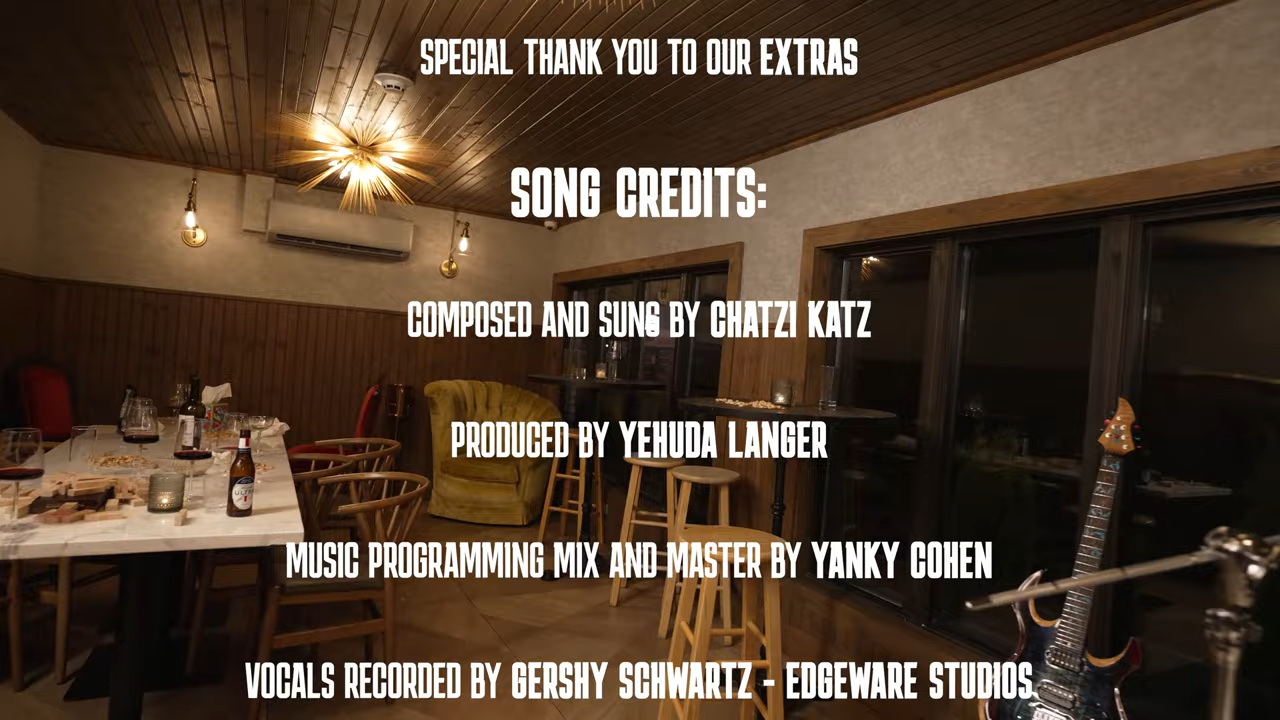 SPECIAL THANK YOU TO OUR EXTRAS
SONG CREDITS:
COMPOSED AND SUNG BY CHATZI KATZ
PRODUCED BY YEHUDA LANGER
MUSIC PROGRAMMING MIX AND MASTER BY YANKY COHEN
VOCALS RECORDED BY GERSHY SCHWARTZ - EDGEWARE STUDIOS
ULTRA